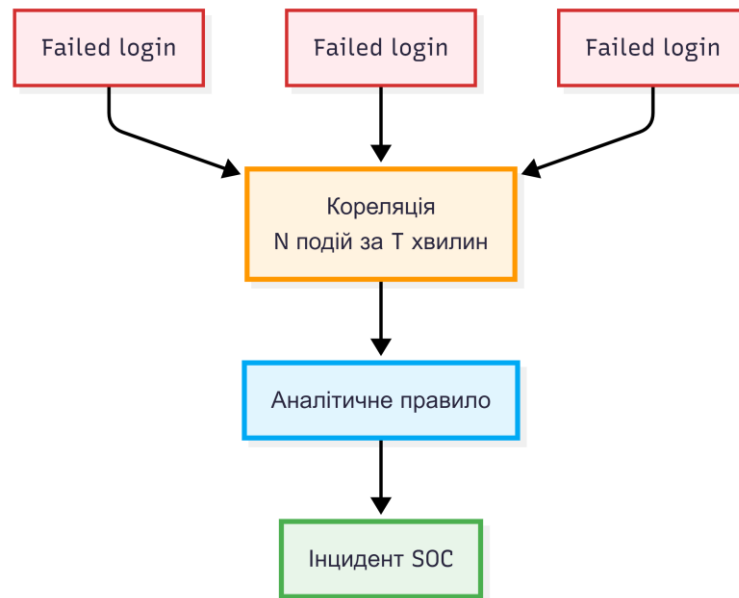 Failed login
Failed login
Failed login
Кореляція
N подій за T хвилин
Аналітичне правило
Інцидент SOC